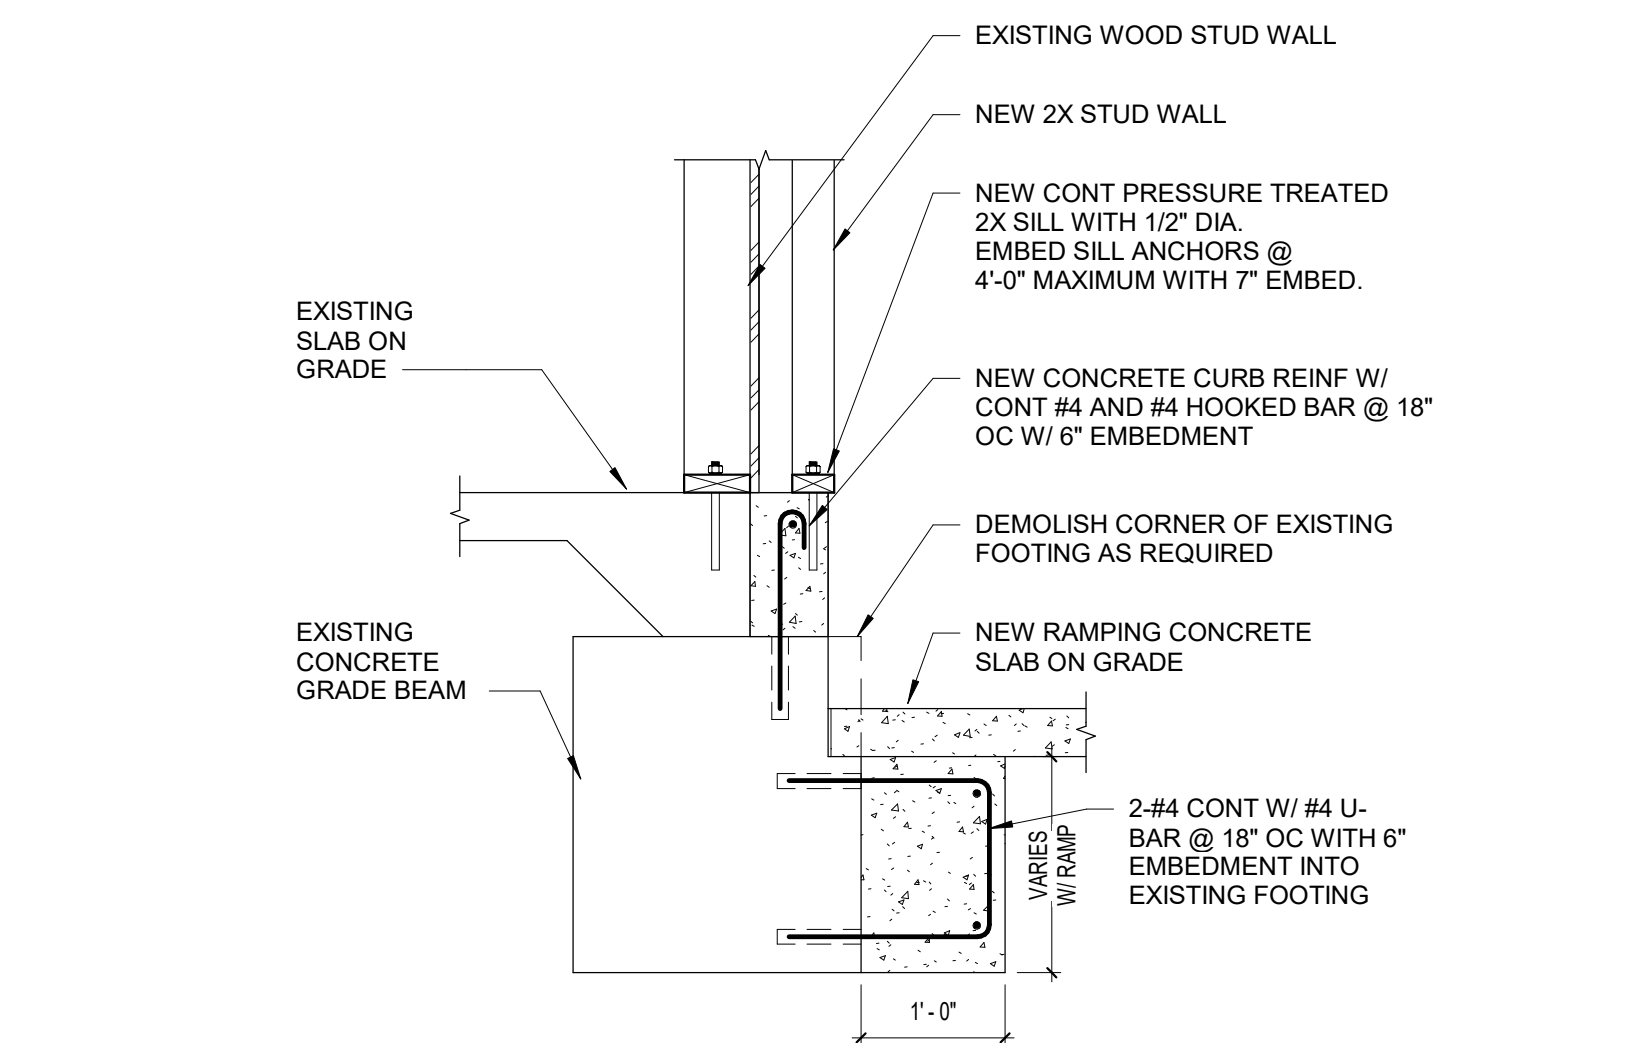 EXISTING WOOD STUD WALL
NEW 2X STUD WALL
NEW CONT PRESSURE TREATED
2X SILL WITH 1/2" DIA.
EMBED SILL ANCHORS @
4'-0" MAXIMUM WITH 7" EMBED.
EXISTING
SLAB ON
GRADE
NEW CONCRETE CURB REINF W/
CONT #4 AND #4 HOOKED BAR @ 18"
OC W/ 6" EMBEDMENT
DEMOLISH CORNER OF EXISTING
FOOTING AS REQUIRED
EXISTING
CONCRETE
GRADE BEAM
NEW RAMPING CONCRETE
SLAB ON GRADE
2-#4 CONT W/ #4 U-
BAR @ 18" OC WITH 6"
EMBEDMENT INTO
EXISTING FOOTING
VARIES
W/ RAMP
1' - 0"